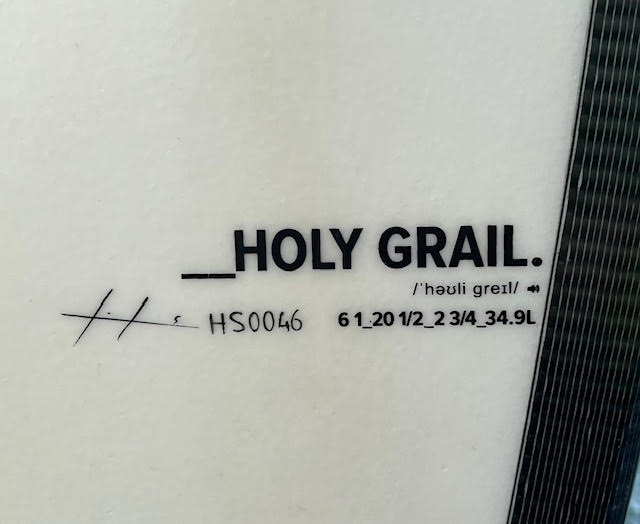 __HOLY GRAIL.
/ˈhəʊli greɪl/
HS0046 6 1_20 1/2_2 3/4_34.9L